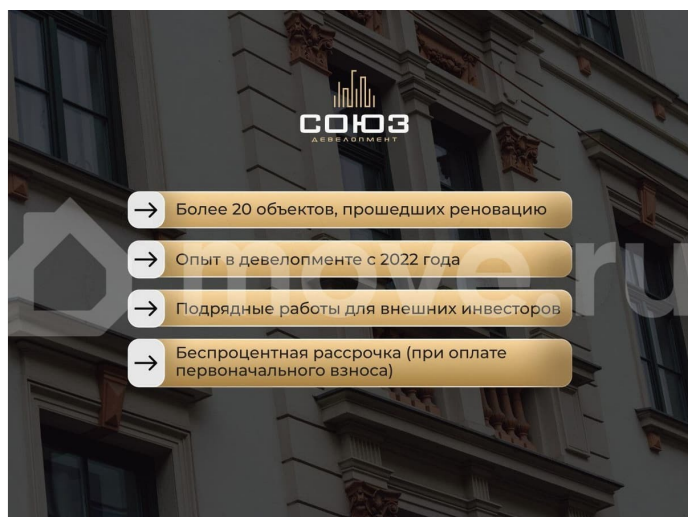 СОЮЗ
ДЕВЕЛОПМЕНТ
Более 20 объектов, прошедших реновацию
Опыт в девелопменте с 2022 года
move.ru
Подрядные работы для внешних инвесторов
Беспроцентная рассрочка (при оплате
первоначального взноса)